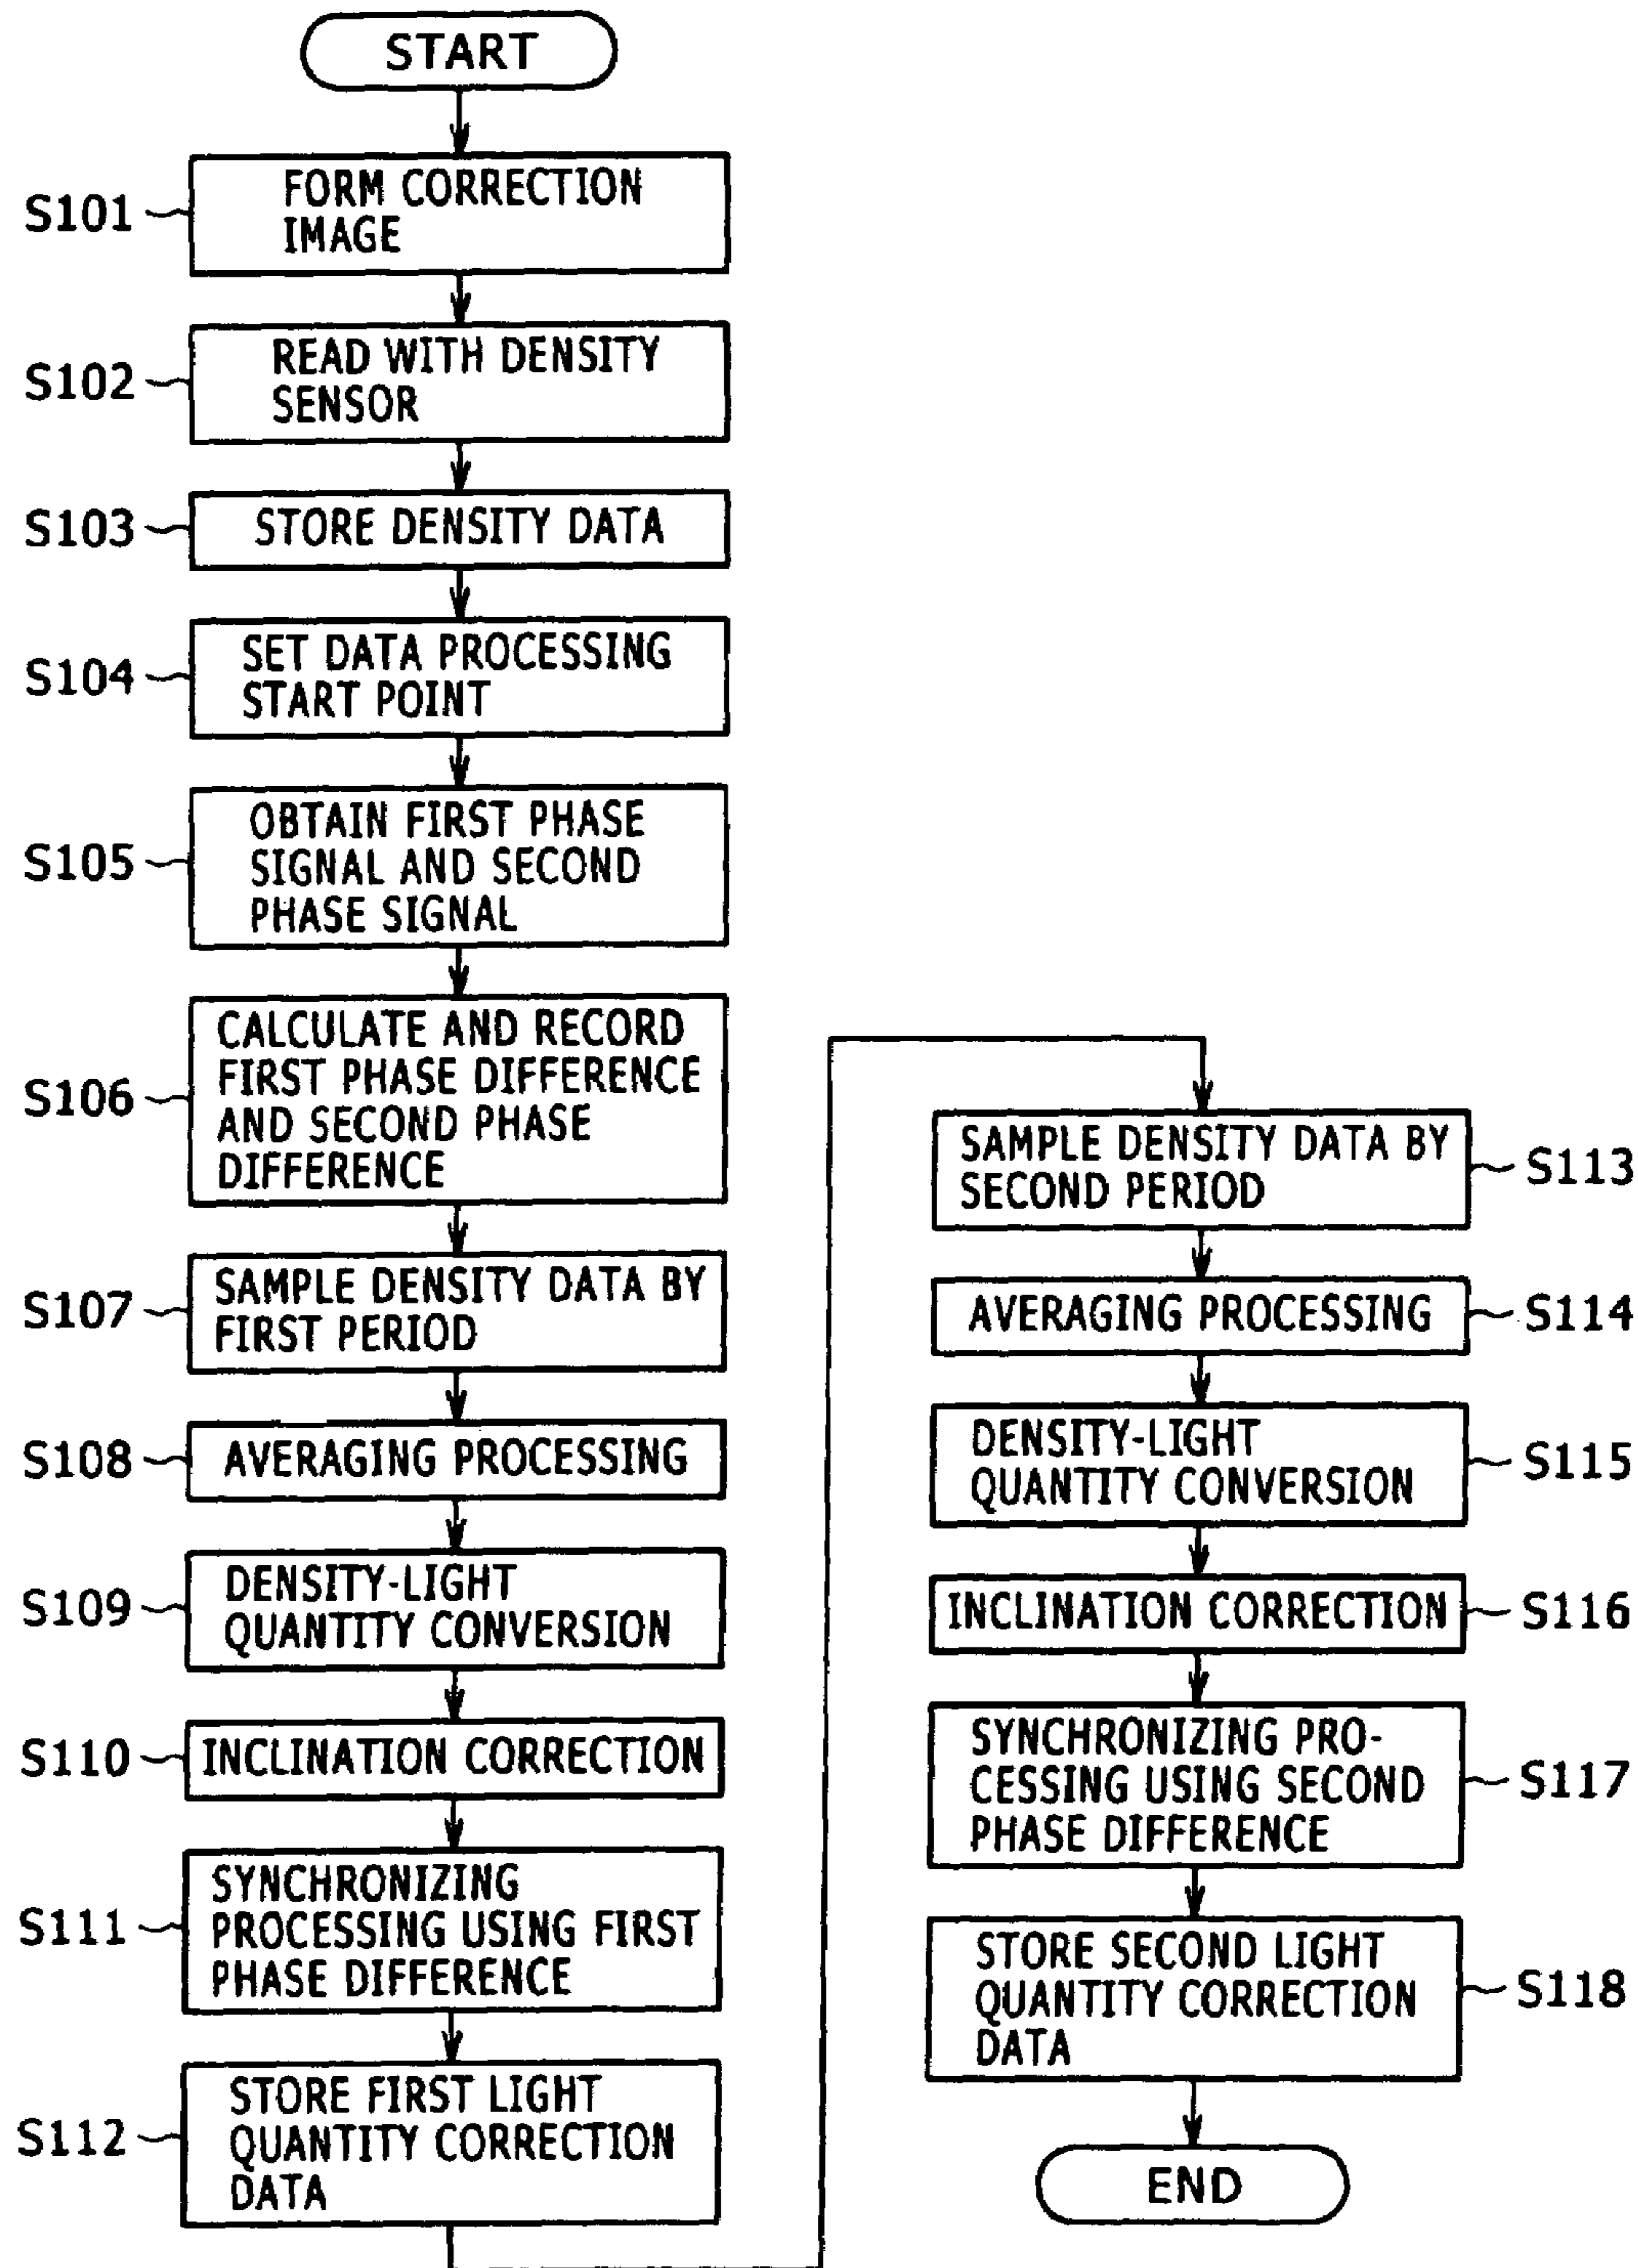 START
S101
FORM CORRECTION
IMAGE
S102
READ WITH DENSITY
SENSOR
S103
STORE DENSITY DATA
S104
SET DATA PROCESSING
START POINT
S105
OBTAIN FIRST PHASE
SIGNAL AND SECOND
PHASE SIGNAL
S106
CALCULATE AND RECORD
FIRST PHASE DIFFERENCE
AND SECOND PHASE
DIFFERENCE
S107
SAMPLE DENSITY DATA BY
FIRST PERIOD
S108
AVERAGING PROCESSING
S109
DENSITY-LIGHT
QUANTITY CONVERSION
S110
INCLINATION CORRECTION
S111
SYNCHRONIZING
PROCESSING USING FIRST
PHASE DIFFERENCE
S112
STORE FIRST LIGHT
QUANTITY CORRECTION
DATA
SAMPLE DENSITY DATA BY
SECOND PERIOD
S113
AVERAGING PROCESSING
S114
DENSITY-LIGHT
QUANTITY CONVERSION
S115
INCLINATION CORRECTION
S116
SYNCHRONIZING PRO-
CESSING USING SECOND
PHASE DIFFERENCE
S117
STORE SECOND LIGHT
QUANTITY CORRECTION
DATA
S118
END